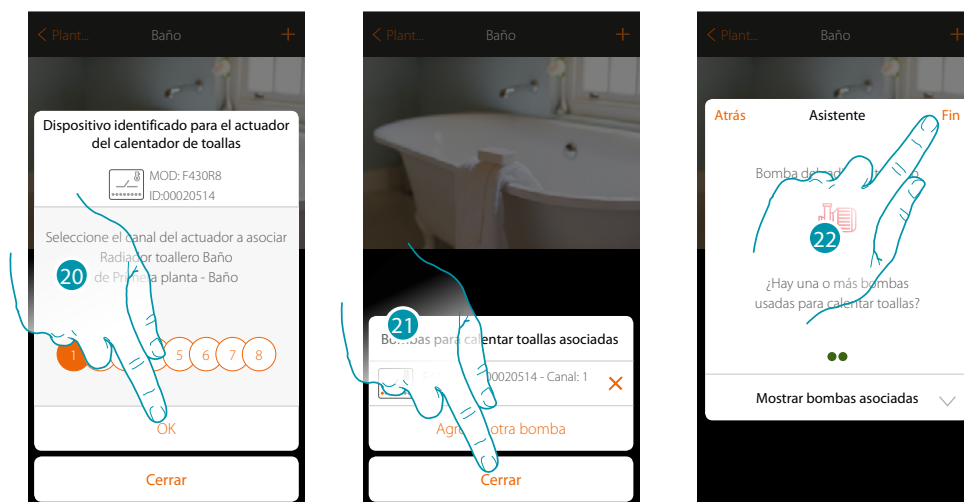 < Plant... Baño +
Dispositivo identificado para el actuador
del calentador de toallas
MOD: F430R8
ID:00020514
Seleccione el canal del actuador a asociar
Radiador toallero Baño
de Primera planta - Baño
20
1 5 6 7 8
OK
Cerrar
< Plant... Baño +
21
Bombas para calentar toallas asociadas
00020514 - Canal: 1
otra bomba
Cerrar
< Plant... Baño +
Atrás Asistente Fin
Bomba
22
¿Hay una o más bombas
usadas para calentar toallas?
Mostrar bombas asociadas